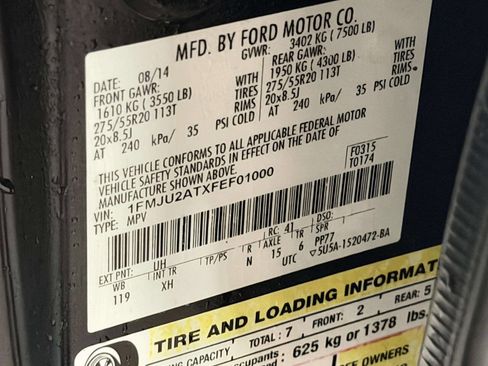 MFD. BY FORD MOTOR CO.
DATE: 08/14 GVWR: 3402 KG ( 7500 LB)
FRONT GAWR: REAR GAWR:
1610 KG ( 3550 LB) 1950 KG ( 4300 LB)
275/55R20 113T TIRES 275/55R20 113T TIRES
20x8.5J RIMS 20x8.5J RIMS
AT 240 kPa/ 35 PSI COLD AT 240 kPa/ 35 PSI COLD
THIS VEHICLE CONFORMS TO ALL APPLICABLE FEDERAL MOTOR
VEHICLE SAFETY STANDARDS IN EFFECT ON THE DATE OF
MANUFACTURE SHOWN ABOVE.
VIN: 1FMJU2ATXFEF01000 F0315
TYPE: MPV T0174
EXT PNT: UH RC: 41 DSO:
WB INT TR TP/PS R AXLE TR SPR
119 XH N 15 6 PP77
UTC 5U5A-1520472-BA
TIRE AND LOADING INFORMAT
NG CAPACITY TOTAL: 7 FRONT: 2 REAR: 5
cupants 625 kg or 1378 lbs.
EE OWNERS